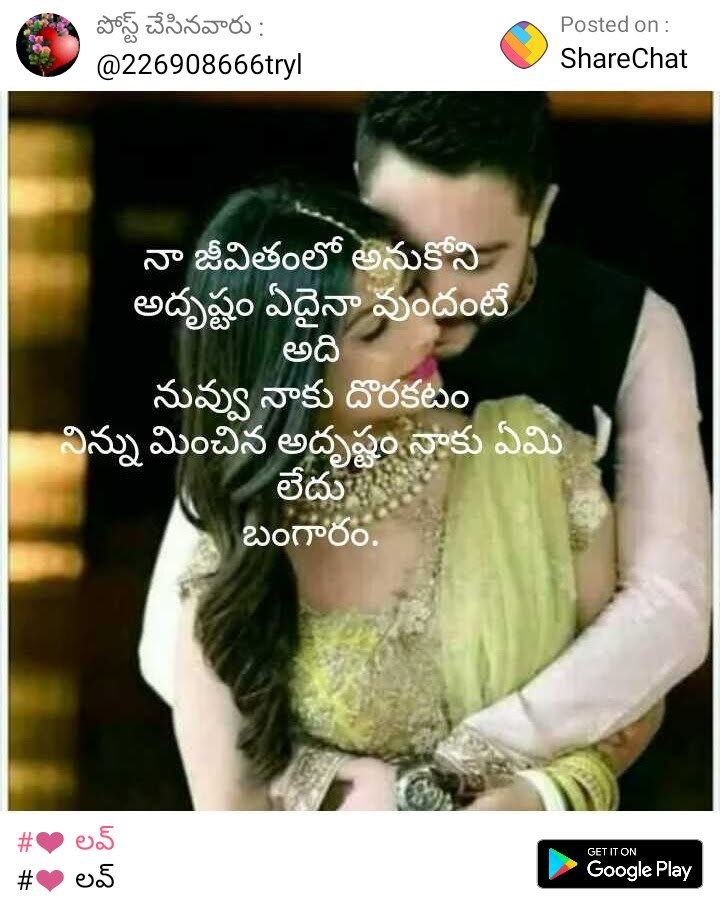 పోస్ట్ చేసినవారు :
@226908666tryl
Posted on :
ShareChat
నా జీవితంలో అనుకోని
అదృష్టం ఏదైనా వుందంటే
అది
నువ్వు నాకు దొరకటం
నిన్ను మించిన అదృష్టం నాకు ఏమి
లేదు
బంగారం.
#❤ లవ్
#❤ లవ్
GET IT ON
Google Play